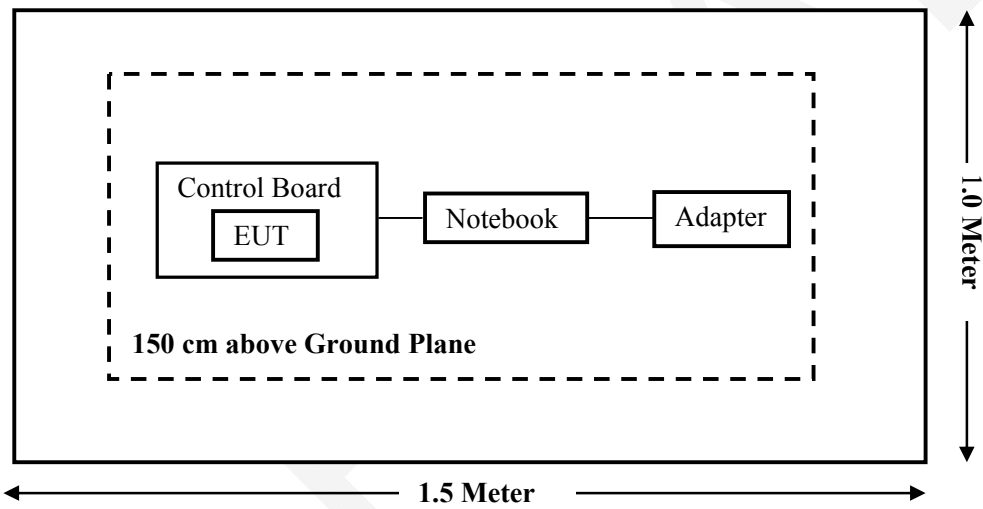 Control Board
EUT
Notebook
Adapter
150 cm above Ground Plane
1.0 Meter
1.5 Meter